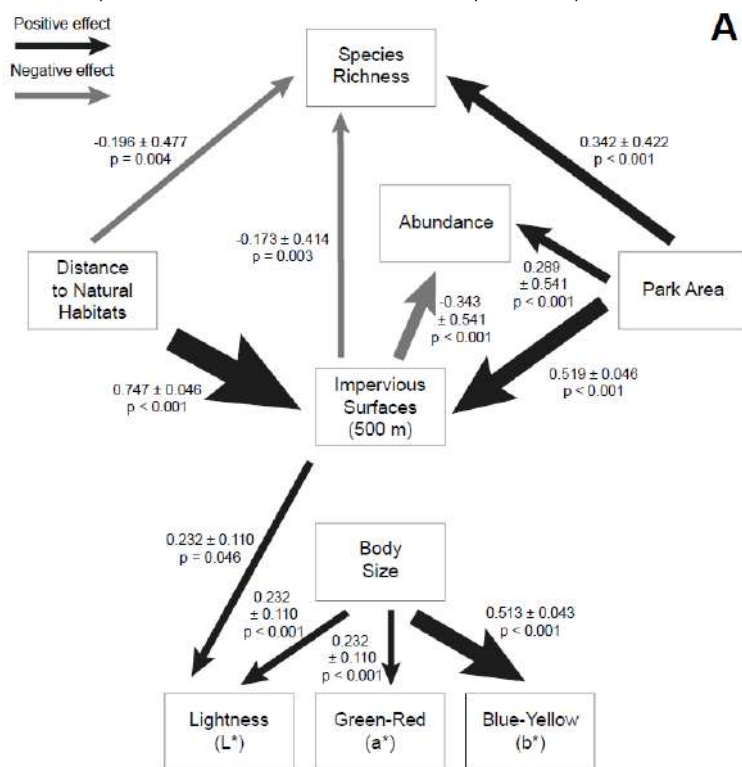 A
Positive effect
Negative effect
Species
Richness
-0.196 ± 0.477
p = 0.004
0.342 ± 0.422
p < 0.001
Abundance
-0.173 ± 0.414
p = 0.003
Distance
to Natural
Habitats
0.289
± 0.541
p < 0.001
Park Area
-0.343
± 0.541
p < 0.001
0.747 ± 0.046
p < 0.001
Impervious
Surfaces
(500 m)
0.519 ± 0.046
p < 0.001
0.232 ± 0.110
p = 0.046
Body
Size
0.232
± 0.110
p < 0.001
0.232
± 0.110
p < 0.001
0.513 ± 0.043
p < 0.001
Lightness
(L*)
Green-Red
(a*)
Blue-Yellow
(b*)